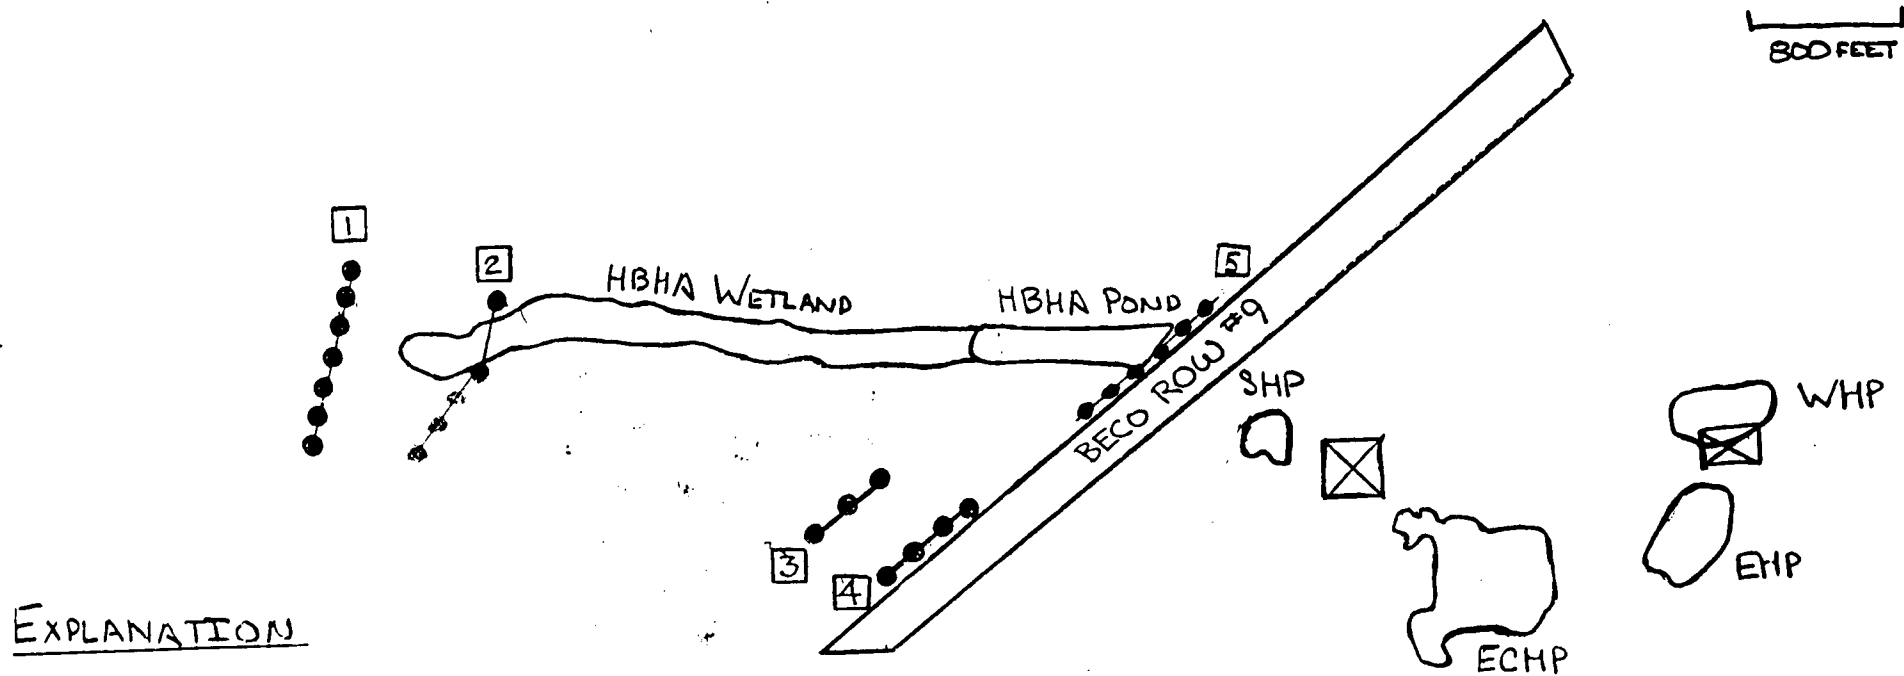 800 FEET
1
2
5
HBHA WETLAND
HBHA POND
BECO ROW #9
SHP
WHP
3
4
EHP
EXPLANATION
ECHP